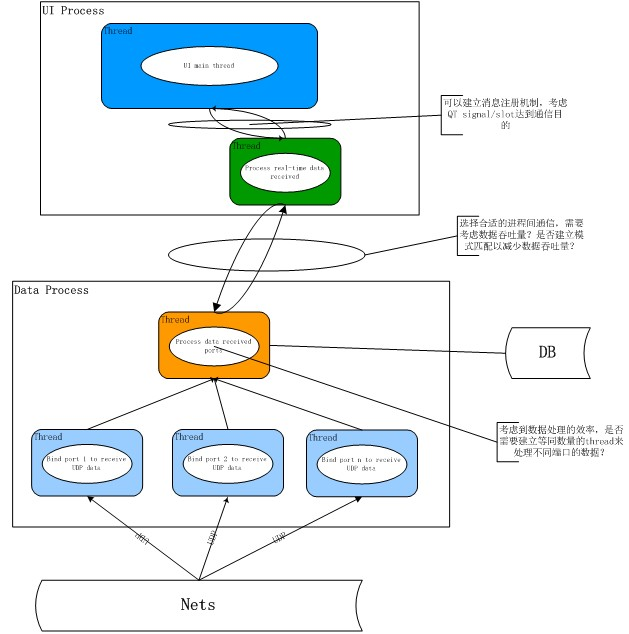 UI Process
Thread
UI main thread
可以建立消息注册机制，考虑
QT signal/slot达到通信目
的
Thread
Process real-time data
received
选择合适的进程间通信，需要
考虑数据吞吐量？是否建立模
式匹配以减少数据吞吐量？
Data Process
Thread
Process data received
ports
DB
考虑到数据处理的效率，是否
需要建立等同数量的thread来
处理不同端口的数据？
Thread
Bind port 1 to receive
UDP data
Thread
Bind port 2 to receive
UDP data
Thread
Bind port n to receive
UDP data
UDP
UDP
UDP
Nets